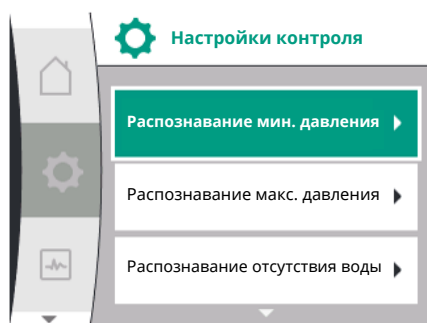 Настройки контроля
Распознавание мин. давления
Распознавание макс. давления
Распознавание отсутствия воды